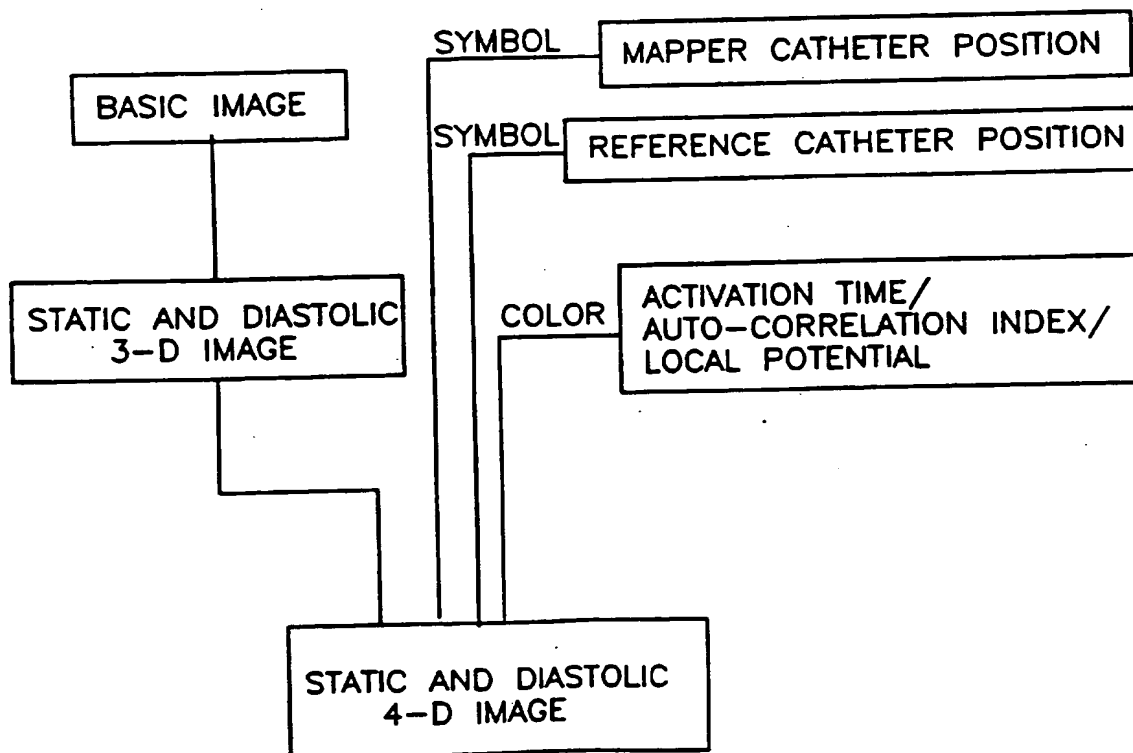 SYMBOL
MAPPER CATHETER POSITION
BASIC IMAGE
SYMBOL
REFERENCE CATHETER POSITION
STATIC AND DIASTOLIC
3-D IMAGE
COLOR
ACTIVATION TIME/
AUTO-CORRELATION INDEX/
LOCAL POTENTIAL
STATIC AND DIASTOLIC
4-D IMAGE